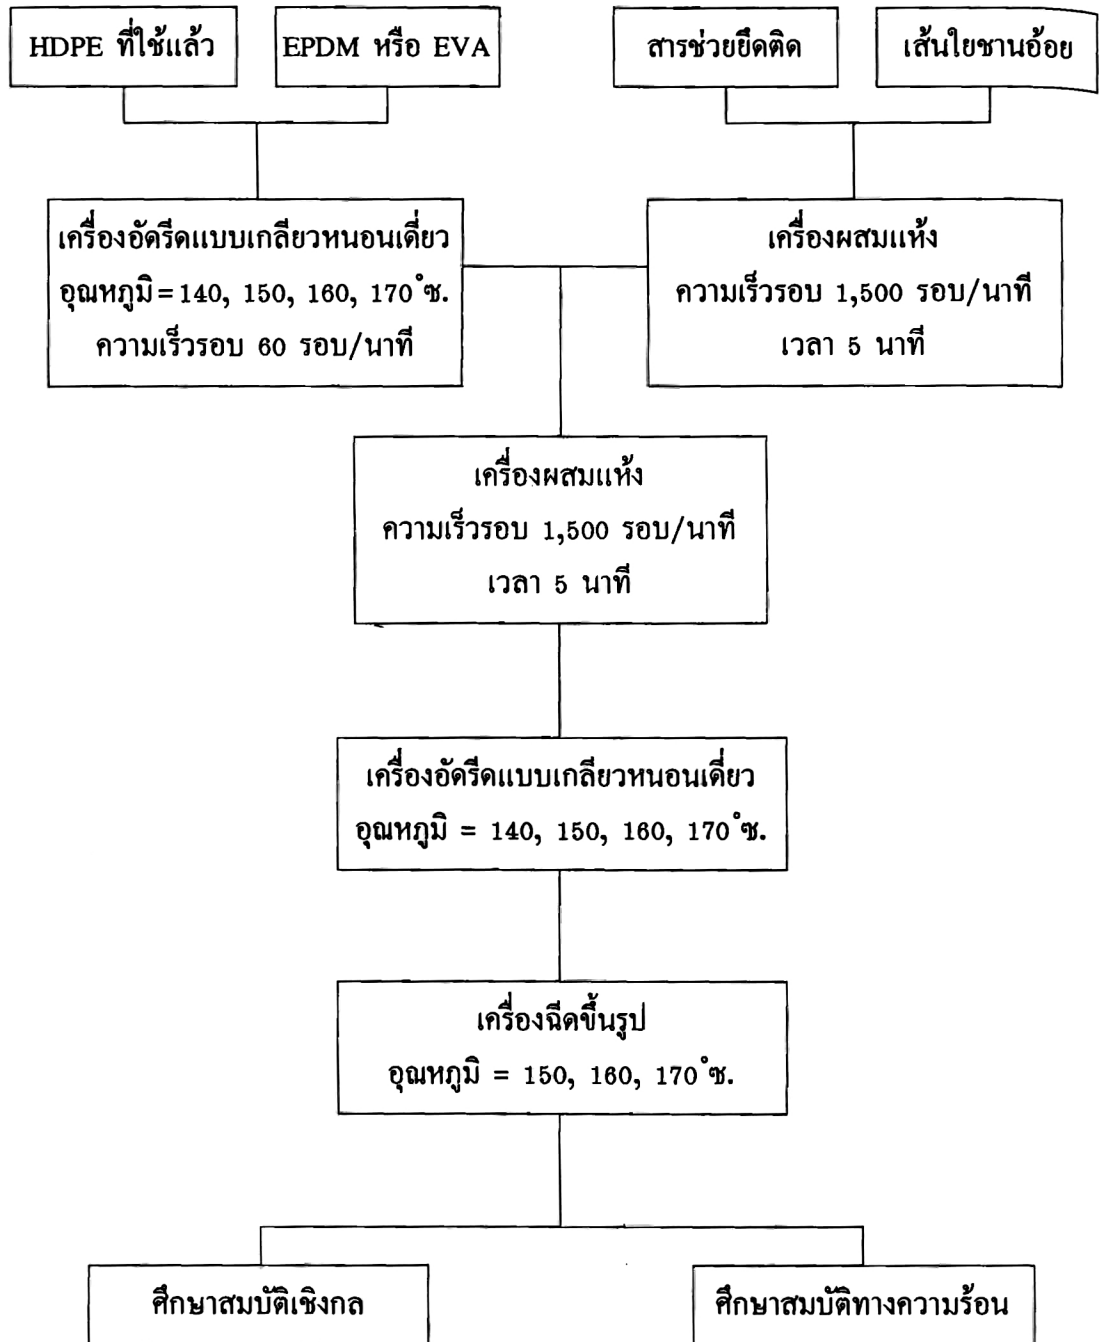 HDPE ที่ใช้แล้ว
EPDM หรือ EVA
สารช่วยยึดติด
เส้นใยชานอ้อย
เครื่องอัดรีดแบบเกลียวหนอนเดี่ยว
อุณหภูมิ=140, 150, 160, 170 ºซ.
ความเร็วรอบ 60 รอบ/นาที
เครื่องผสมแห้ง
ความเร็วรอบ 1,500 รอบ/นาที
เวลา 5 นาที
เครื่องผสมแห้ง
ความเร็วรอบ 1,500 รอบ/นาที
เวลา 5 นาที
เครื่องอัดรีดแบบเกลียวหนอนเดี่ยว
อุณหภูมิ = 140, 150, 160, 170 ºซ.
เครื่องฉีดขึ้นรูป
อุณหภูมิ = 150, 160, 170 ºซ.
ศึกษาสมบัติเชิงกล
ศึกษาสมบัติทางความร้อน